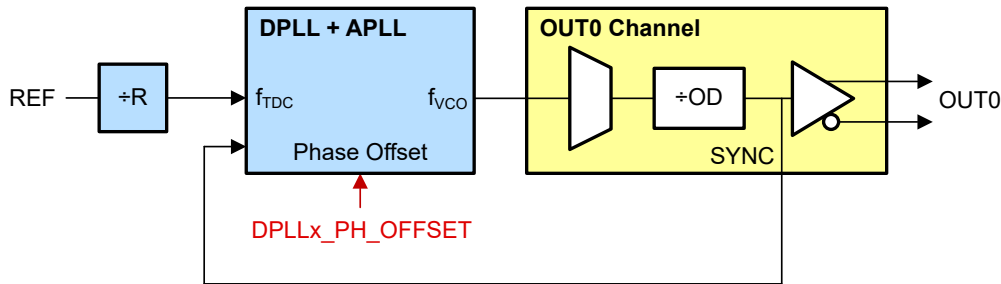 DPLL + APLL
OUT0 Channel
REF
÷R
fTDC
fVCO
÷OD
OUT0
Phase Offset
SYNC
DPLLx_PH_OFFSET